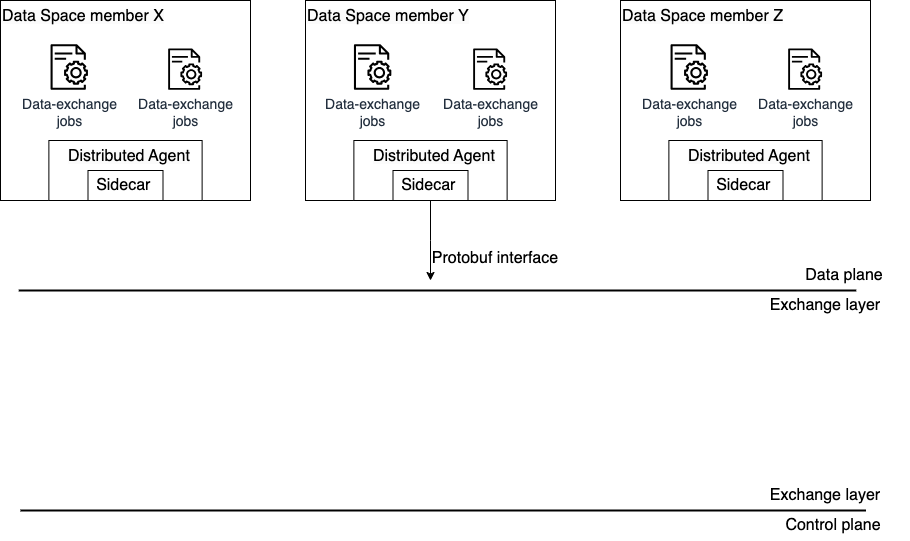 Data Space member X
Data-exchange
jobs
Data-exchange
jobs
Distributed Agent
Sidecar
Data Space member Y
Data-exchange
jobs
Data-exchange
jobs
Distributed Agent
Sidecar
Data Space member Z
Data-exchange
jobs
Data-exchange
jobs
Distributed Agent
Sidecar
Protobuf interface
Data plane
Exchange layer
Exchange layer
Control plane